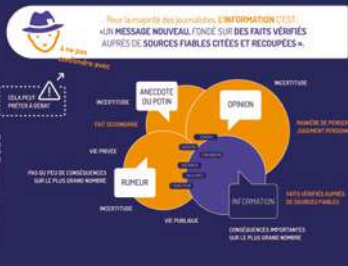 Pour la majorité des journalistes, L'INFORMATION C'EST :
«UN MESSAGE NOUVEAU, FONDÉ SUR DES FAITS VÉRIFIÉS
AUPRÈS DE SOURCES FIABLES CITÉES ET RECOUPÉES».
à ne pas
confondre avec
CELA PEUT
PRÊTER À DÉBAT
INCERTITUDE
ANECDOTE
OU POTIN
INCERTITUDE
OPINION
FAIT SECONDAIRE
MANIÈRE DE PENSER
JUGEMENT PERSONNEL
VIE PRIVÉE
PAS OU PEU DE CONSÉQUENCES
SUR LE PLUS GRAND NOMBRE
RUMEUR
INFORMATION
FAITS VÉRIFIÉS AUPRÈS
DE SOURCES FIABLES
INCERTITUDE
VIE PUBLIQUE
CONSÉQUENCES IMPORTANTES
SUR LE PLUS GRAND NOMBRE